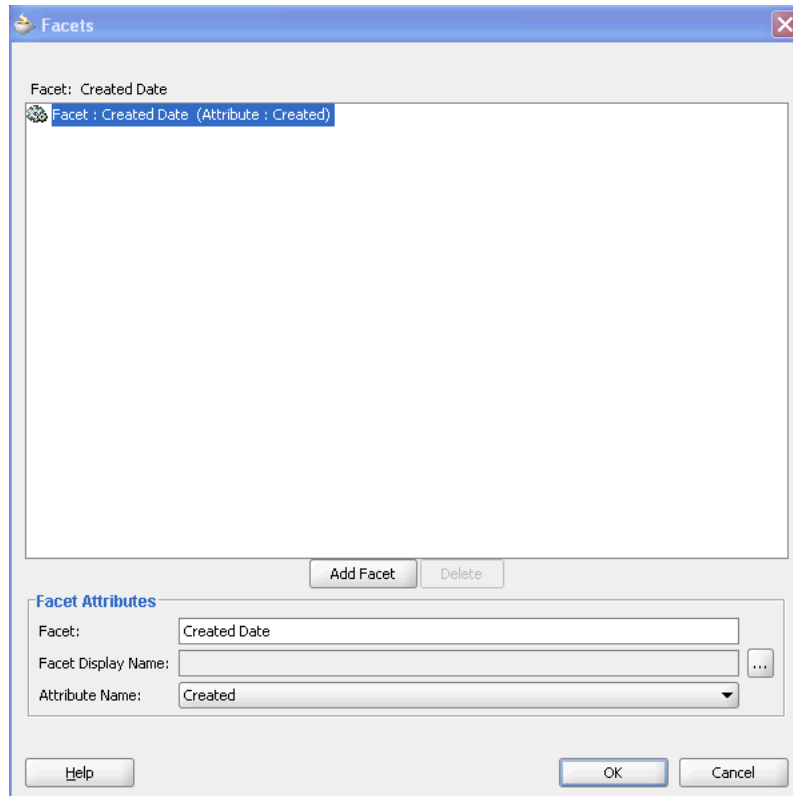 Facets
Facet: Created Date
Facet : Created Date (Attribute : Created)
Add Facet Delete
Facet Attributes
Facet: Created Date
Facet Display Name: ...
Attribute Name: Created
Help OK Cancel